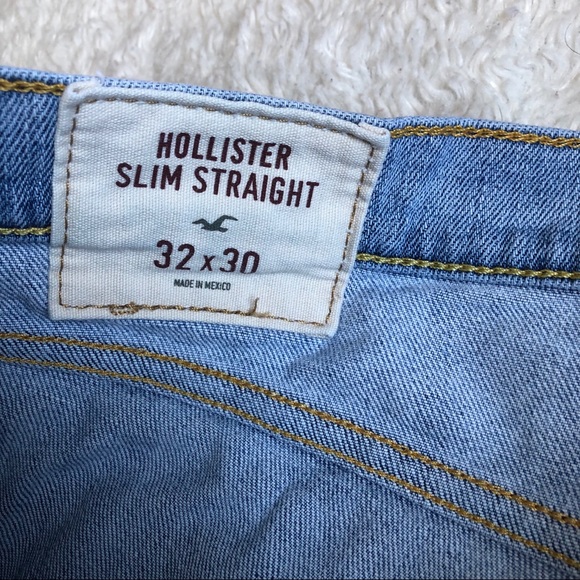 HOLLISTER
SLIM STRAIGHT
32 x 30
MADE IN MEXICO